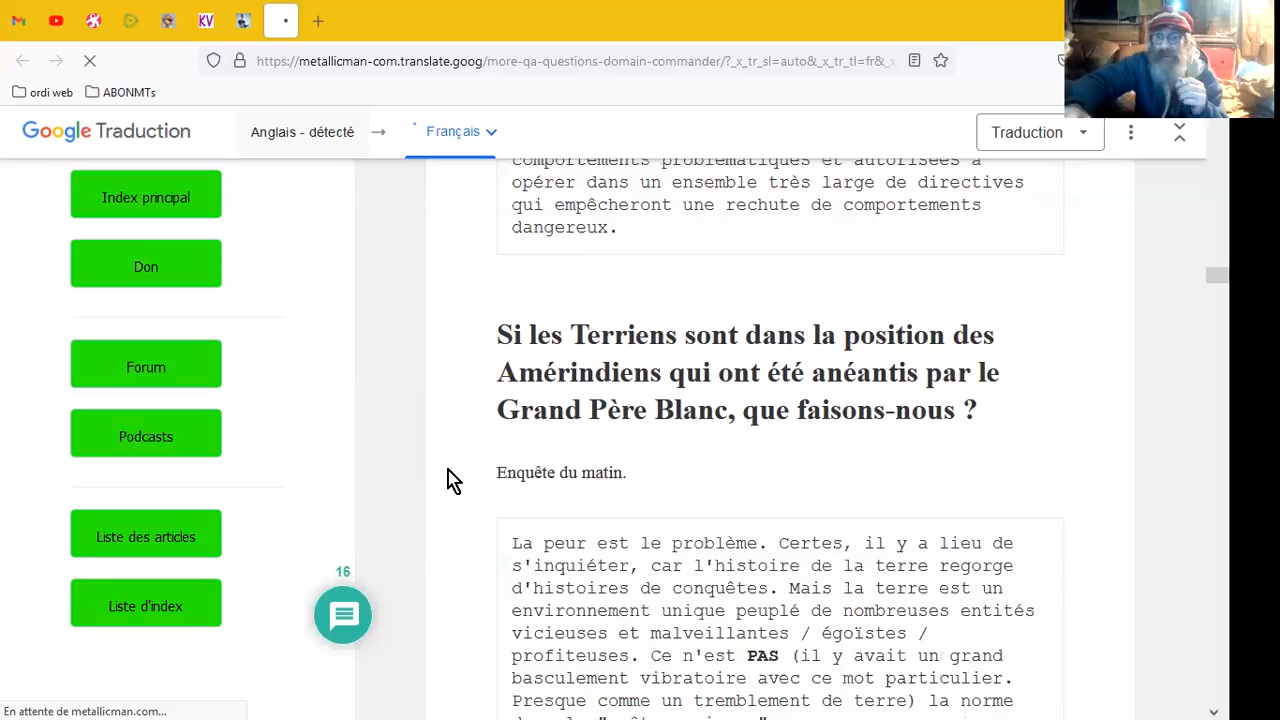 KV
https://metallicman-com.translate.goog/more-qa-questions-domain-commander/?_x_tr_sl=auto&_x_tr_tl=fr&_x
ordi web
ABONMTs
Google Traduction
Anglais - détecté
Français
Traduction
Index principal
Don
Forum
Podcasts
Liste des articles
Liste d'index
16
comportements problématiques et autorisées à
opérer dans un ensemble très large de directives
qui empêcheront une rechute de comportements
dangereux.
Si les Terriens sont dans la position des
Amérindiens qui ont été anéantis par le
Grand Père Blanc, que faisons-nous ?
Enquête du matin.
La peur est le problème. Certes, il y a lieu de
s'inquiéter, car l'histoire de la terre regorge
d'histoires de conquêtes. Mais la terre est un
environnement unique peuplé de nombreuses entités
vicieuses et malveillantes / égoïstes /
profiteuses. Ce n'est PAS (il y avait un grand
basculement vibratoire avec ce mot particulier.
Presque comme un tremblement de terre) la norme
En attente de metallicman.com...